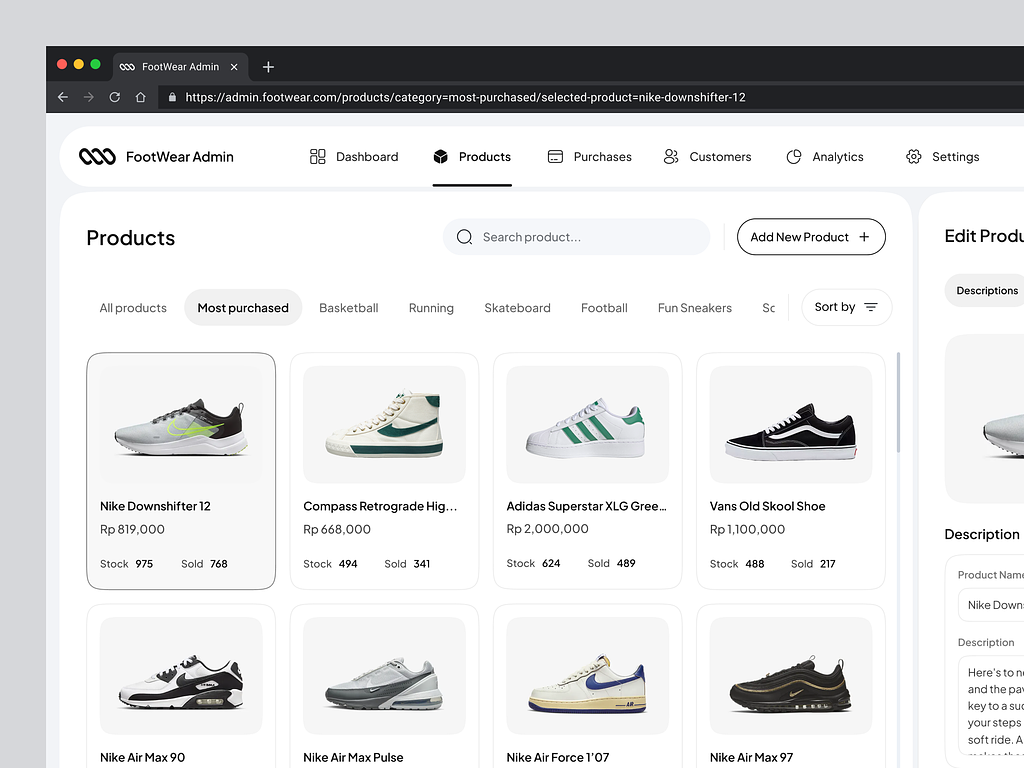 FootWear Admin
https://admin.footwear.com/products/category=most-purchased/selected-product=nike-downshifter-12
FootWear Admin
Dashboard
Products
Purchases
Customers
Analytics
Settings
Products
Search product...
Add New Product +
All products
Most purchased
Basketball
Running
Skateboard
Football
Fun Sneakers
Sc
Sort by
Nike Downshifter 12
Rp 819,000
Stock 975 Sold 768
Compass Retrograde Hig...
Rp 668,000
Stock 494 Sold 341
Adidas Superstar XLG Gree...
Rp 2,000,000
Stock 624 Sold 489
Vans Old Skool Shoe
Rp 1,100,000
Stock 488 Sold 217
Nike Air Max 90
Nike Air Max Pulse
AIR
Nike Air Force 1’07
Nike Air Max 97
Edit Produ
Descriptions
Description
Product Name
Nike Downs
Description
Here's to ne
and the pav
key to a suc
your steps
soft ride. A